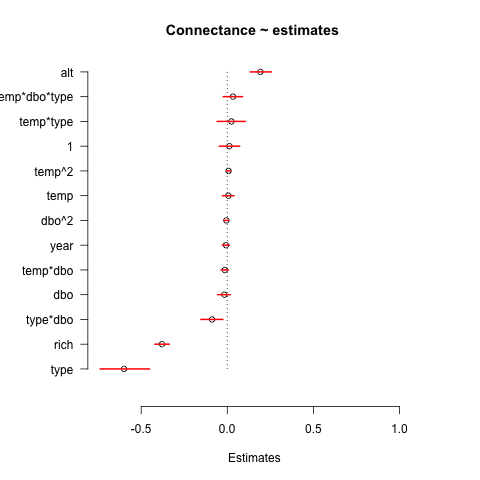 Connectance ~ estimates
alt
emp*dbo*type
temp*type
1
temp^2
temp
dbo^2
year
temp*dbo
dbo
type*dbo
rich
type
-0.5 0.0 0.5 1.0
Estimates